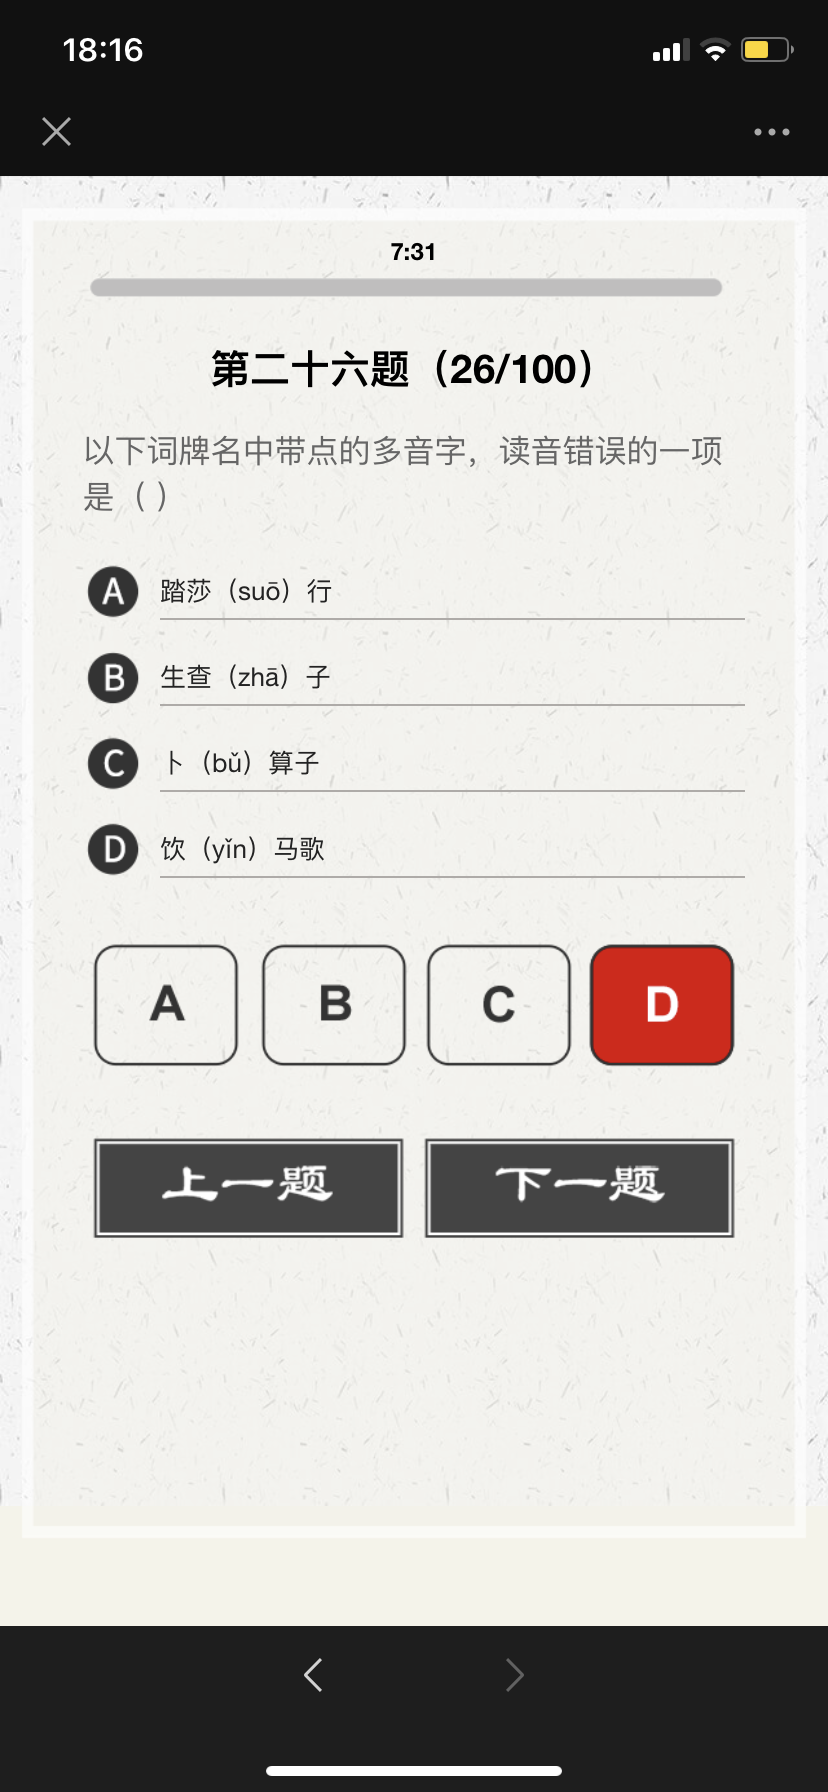 18:16
7:31
第二十六题（26/100）
以下词牌名中带点的多音字，读音错误的一项
是（ ）
A 踏莎（suō）行
B 生查（zhā）子
C 卜（bǔ）算子
D 饮（yǐn）马歌
A B C D
上一题 下一题